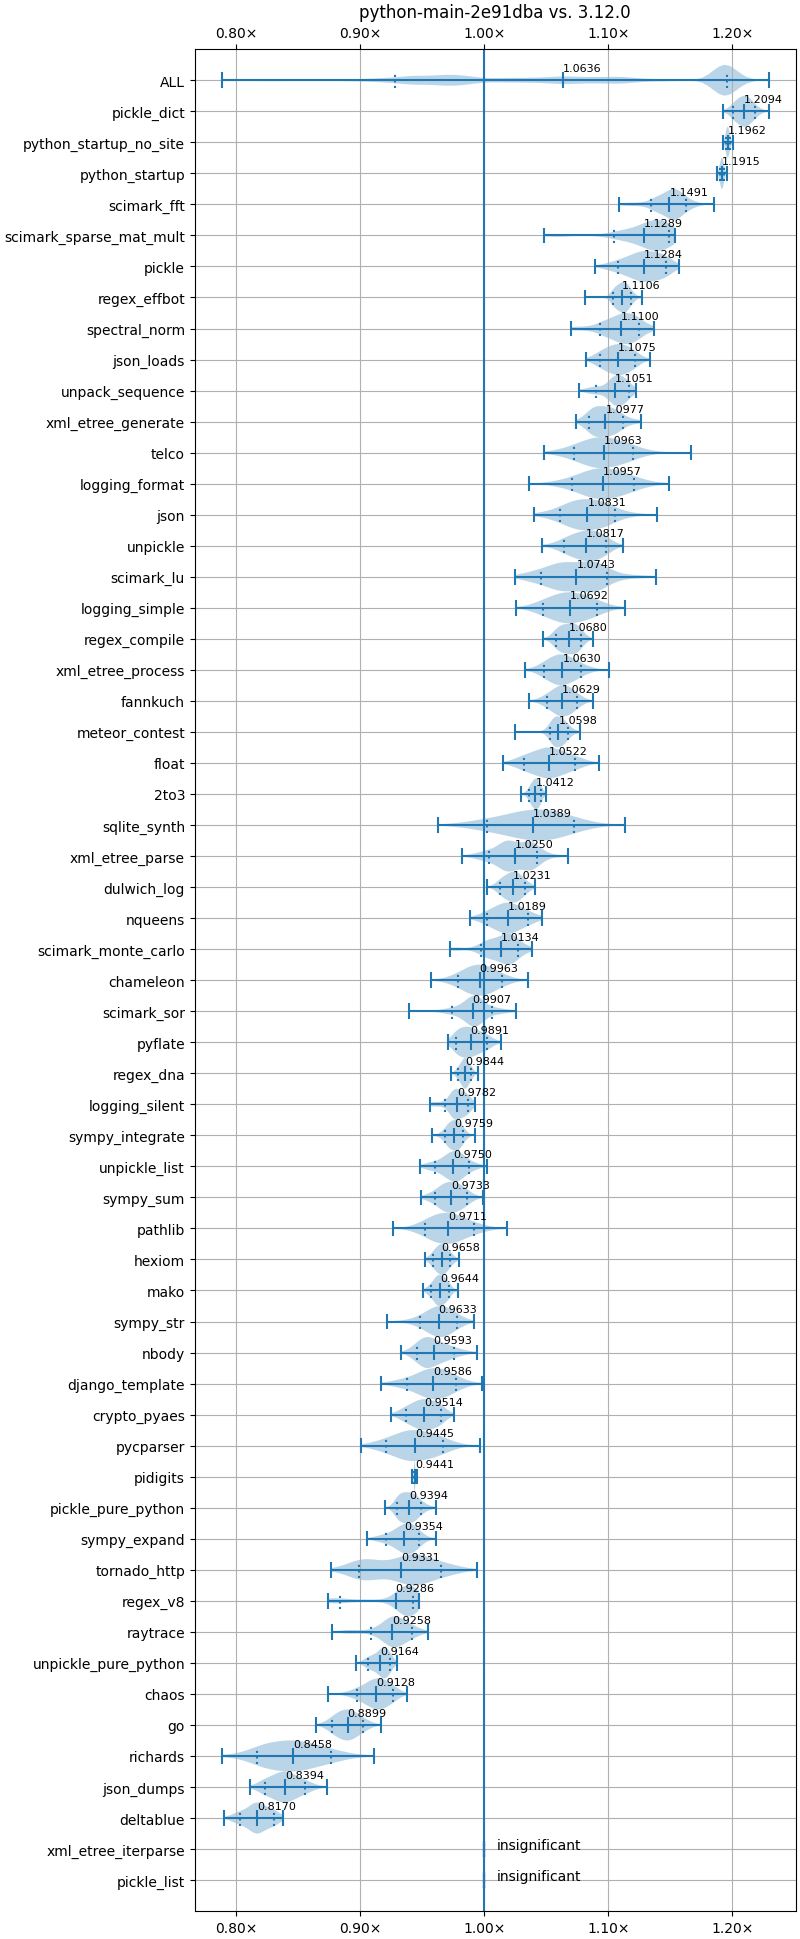 python-main-2e91dba vs. 3.12.0
0.80× 0.90× 1.00× 1.10× 1.20×
ALL 1.0636
pickle_dict 1.2094
python_startup_no_site 1.1962
python_startup 1.1915
scimark_fft 1.1491
scimark_sparse_mat_mult 1.1289
pickle 1.1284
regex_effbot 1.1106
spectral_norm 1.1100
json_loads 1.1075
unpack_sequence 1.1051
xml_etree_generate 1.0977
telco 1.0963
logging_format 1.0957
json 1.0831
unpickle 1.0817
scimark_lu 1.0743
logging_simple 1.0692
regex_compile 1.0680
xml_etree_process 1.0630
fannkuch 1.0629
meteor_contest 1.0598
float 1.0522
2to3 1.0412
sqlite_synth 1.0389
xml_etree_parse 1.0250
dulwich_log 1.0231
nqueens 1.0189
scimark_monte_carlo 1.0134
chameleon 0.9963
scimark_sor 0.9907
pyflate 0.9891
regex_dna 0.9844
logging_silent 0.9782
sympy_integrate 0.9759
unpickle_list 0.9750
sympy_sum 0.9733
pathlib 0.9711
hexiom 0.9658
mako 0.9644
sympy_str 0.9633
nbody 0.9593
django_template 0.9586
crypto_pyaes 0.9514
pycparser 0.9445
pidigits 0.9441
pickle_pure_python 0.9394
sympy_expand 0.9354
tornado_http 0.9331
regex_v8 0.9286
raytrace 0.9258
unpickle_pure_python 0.9164
chaos 0.9128
go 0.8899
richards 0.8458
json_dumps 0.8394
deltablue 0.8170
xml_etree_iterparse insignificant
pickle_list insignificant
0.80× 0.90× 1.00× 1.10× 1.20×